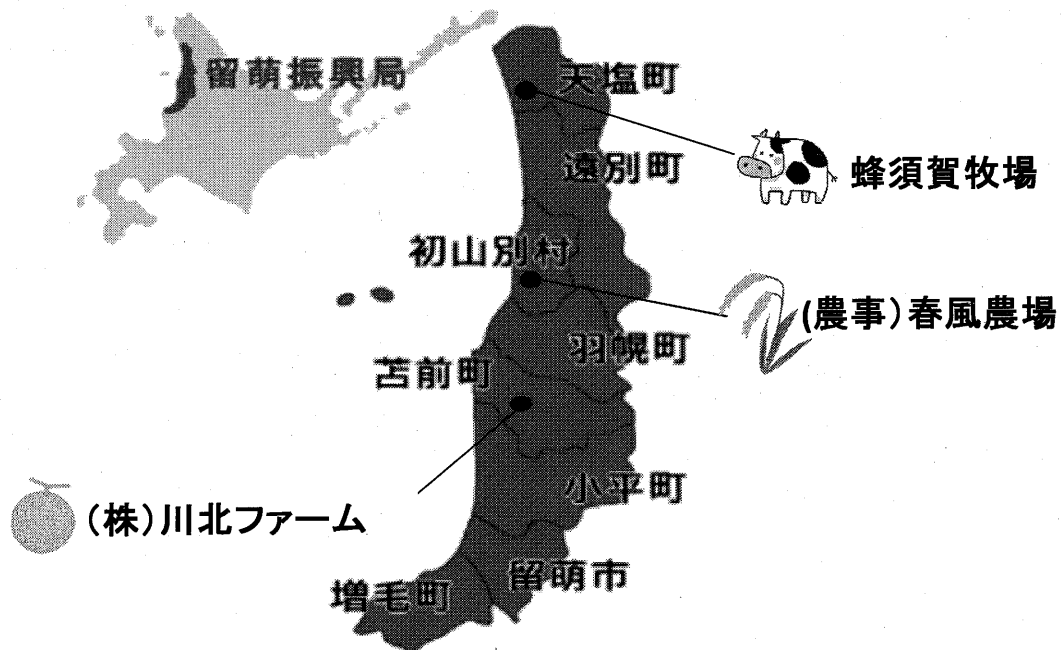 留萌振興局
天塩町
遠別町
蜂須賀牧場
初山別村
(農事)春風農場
羽幌町
苫前町
小平町
(株)川北ファーム
留萌市
増毛町